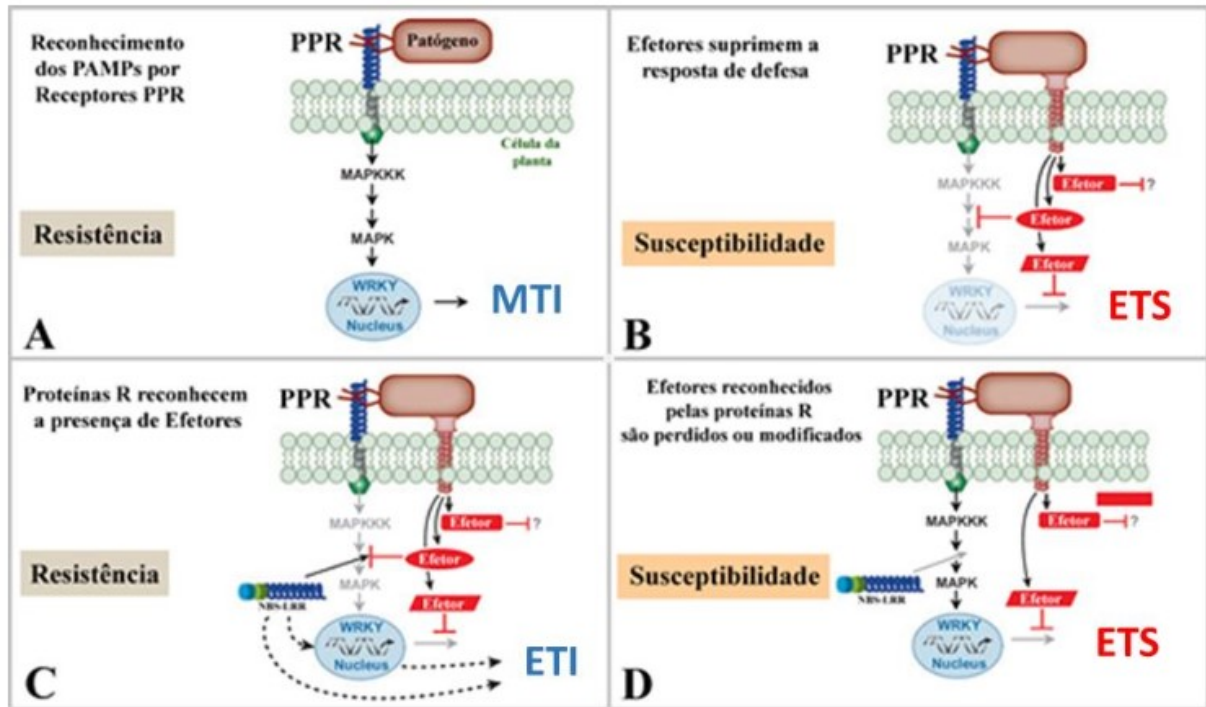 Reconhecimento
dos PAMPs por
Receptores PPR
PPR
Patógeno
Célula da
planta
MAPKKK
MAPK
WRKY
Nucleus
MTI
Resistência
A
Efetores suprimem a
resposta de defesa
PPR
MAPKKK
MAPK
WRKY
Nucleus
Efetor
?
Efetor
Efetor
Susceptibilidade
ETS
B
Proteínas R reconhecem
a presença de Efetores
PPR
MAPKKK
Efetor
?
Efetor
MAPK
Efetor
NBS-LRR
WRKY
Nucleus
Resistência
ETI
C
Efetores reconhecidos
pelas proteínas R
são perdidos ou modificados
PPR
MAPKKK
Efetor
?
MAPK
Efetor
NBS-LRR
WRKY
Nucleus
Susceptibilidade
ETS
D